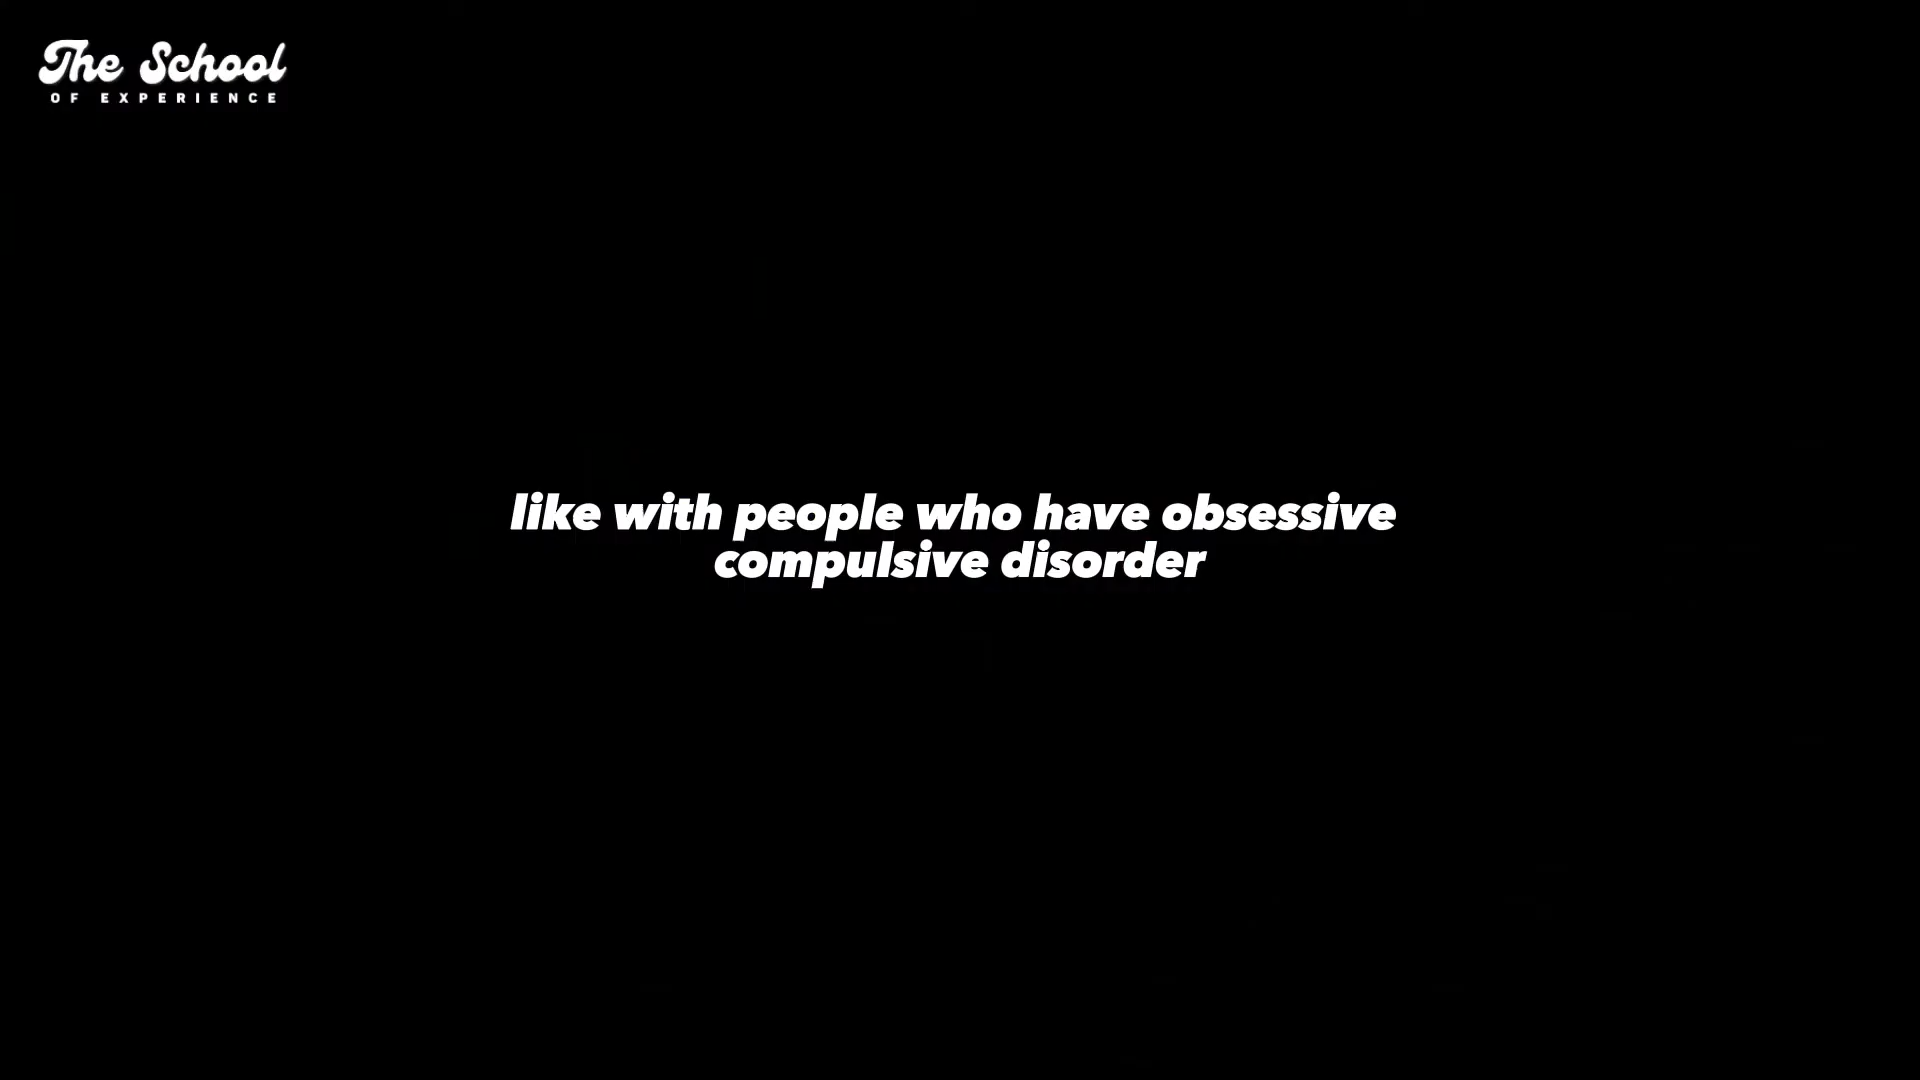 The School
OF EXPERIENCE
like with people who have obsessive
compulsive disorder